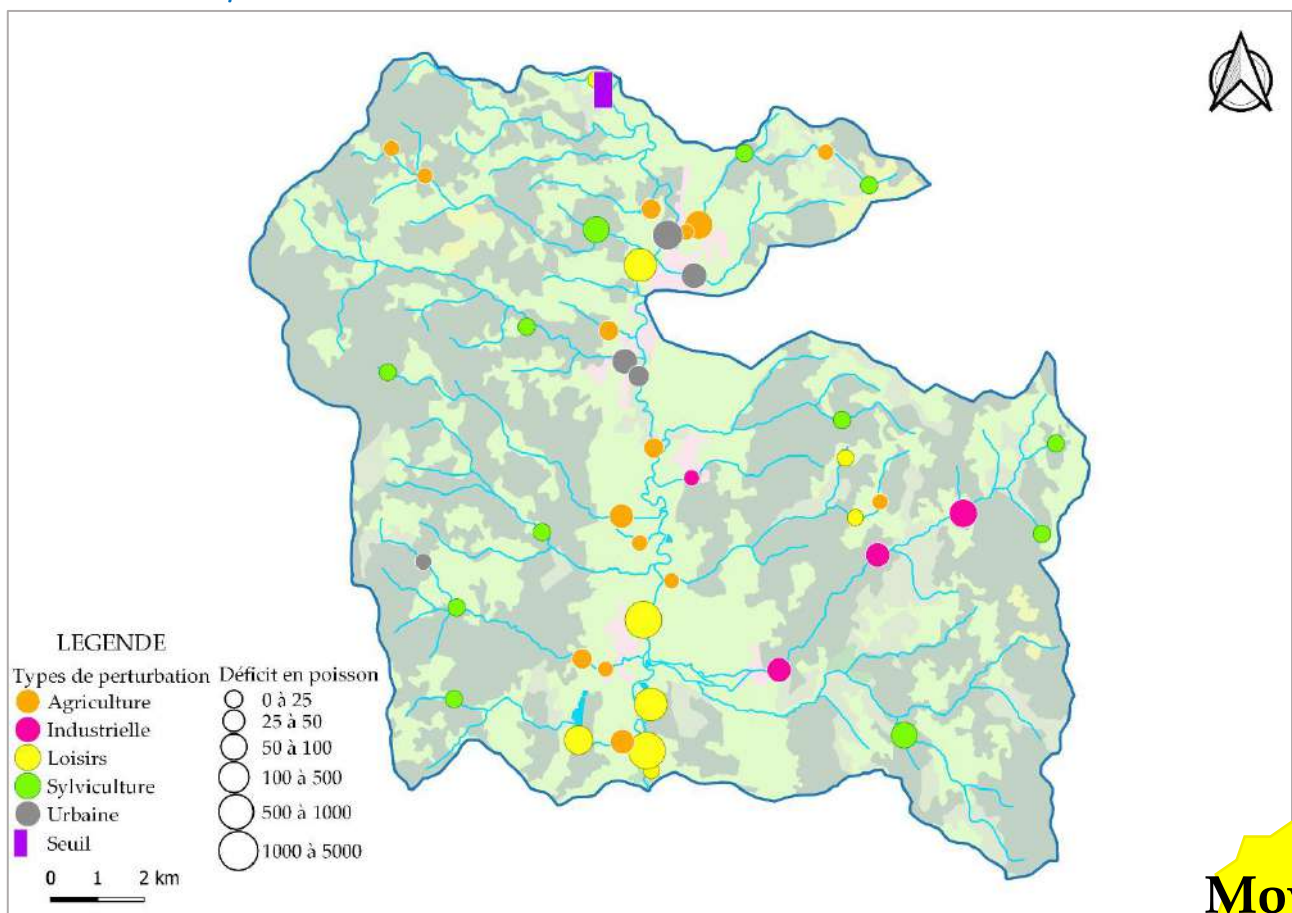 LEGENDE
Types de perturbation
Agriculture
Industrielle
Loisirs
Sylviculture
Urbaine
Seuil
Déficit en poisson
0 à 25
25 à 50
50 à 100
100 à 500
500 à 1000
1000 à 5000
0 1 2 km